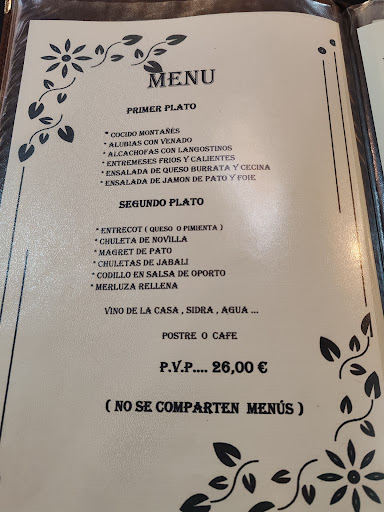 MENU
PRIMER PLATO
* COCIDO MONTAÑÉS
* ALUBIAS CON VENADO
* ALCACHOFAS CON LANGOSTINOS
* ENTREMESES FRIOS Y CALIENTES
* ENSALADA DE QUESO BURRATA Y CECINA
* ENSALADA DE JAMON DE PATO Y FOIE
SEGUNDO PLATO
* ENTRECOT ( QUESO O PIMIENTA )
* CHULETA DE NOVILLA
* MAGRET DE PATO
* CHULETAS DE JABALI
* CODILLO EN SALSA DE OPORTO
* MERLUZA RELLENA
VINO DE LA CASA , SIDRA , AGUA ...
POSTRE O CAFE
P.V.P.... 26,00 €
( NO SE COMPARTEN MENÚS )